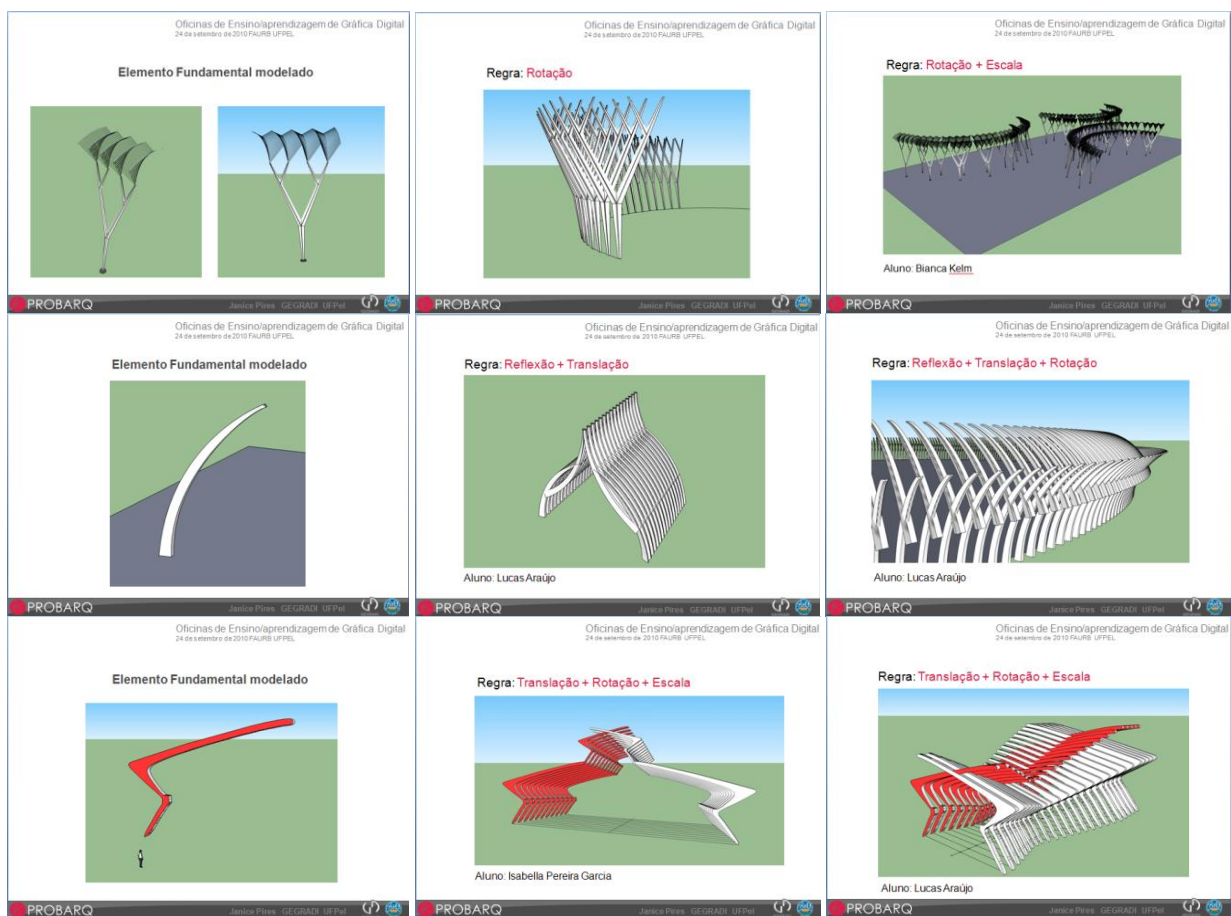 Oficinas de Ensino/aprendizagem de Gráfica Digital
24 de setembro de 2010 FAURB UFPEL
Elemento Fundamental modelado
PROBARQ
Janice Pires GEGRADI UFPel
Oficinas de Ensino/aprendizagem de Gráfica Digital
24 de setembro de 2010 FAURB UFPEL
Regra: Rotação
PROBARQ
Janice Pires GEGRADI UFPel
Oficinas de Ensino/aprendizagem de Gráfica Digital
24 de setembro de 2010 FAURB UFPEL
Regra: Rotação + Escala
Aluno: Bianca Kelm
PROBARQ
Janice Pires GEGRADI UFPel
Oficinas de Ensino/aprendizagem de Gráfica Digital
24 de setembro de 2010 FAURB UFPEL
Elemento Fundamental modelado
PROBARQ
Janice Pires GEGRADI UFPel
Oficinas de Ensino/aprendizagem de Gráfica Digital
24 de setembro de 2010 FAURB UFPEL
Regra: Reflexão + Translação
Aluno: Lucas Araújo
PROBARQ
Janice Pires GEGRADI UFPel
Oficinas de Ensino/aprendizagem de Gráfica Digital
24 de setembro de 2010 FAURB UFPEL
Regra: Reflexão + Translação + Rotação
Aluno: Lucas Araújo
PROBARQ
Janice Pires GEGRADI UFPel
Oficinas de Ensino/aprendizagem de Gráfica Digital
24 de setembro de 2010 FAURB UFPEL
Elemento Fundamental modelado
PROBARQ
Janice Pires GEGRADI UFPel
Oficinas de Ensino/aprendizagem de Gráfica Digital
24 de setembro de 2010 FAURB UFPEL
Regra: Translação + Rotação + Escala
Aluno: Isabella Pereira Garcia
PROBARQ
Janice Pires GEGRADI UFPel
Oficinas de Ensino/aprendizagem de Gráfica Digital
24 de setembro de 2010 FAURB UFPEL
Regra: Translação + Rotação + Escala
Aluno: Lucas Araújo
PROBARQ
Janice Pires GEGRADI UFPel